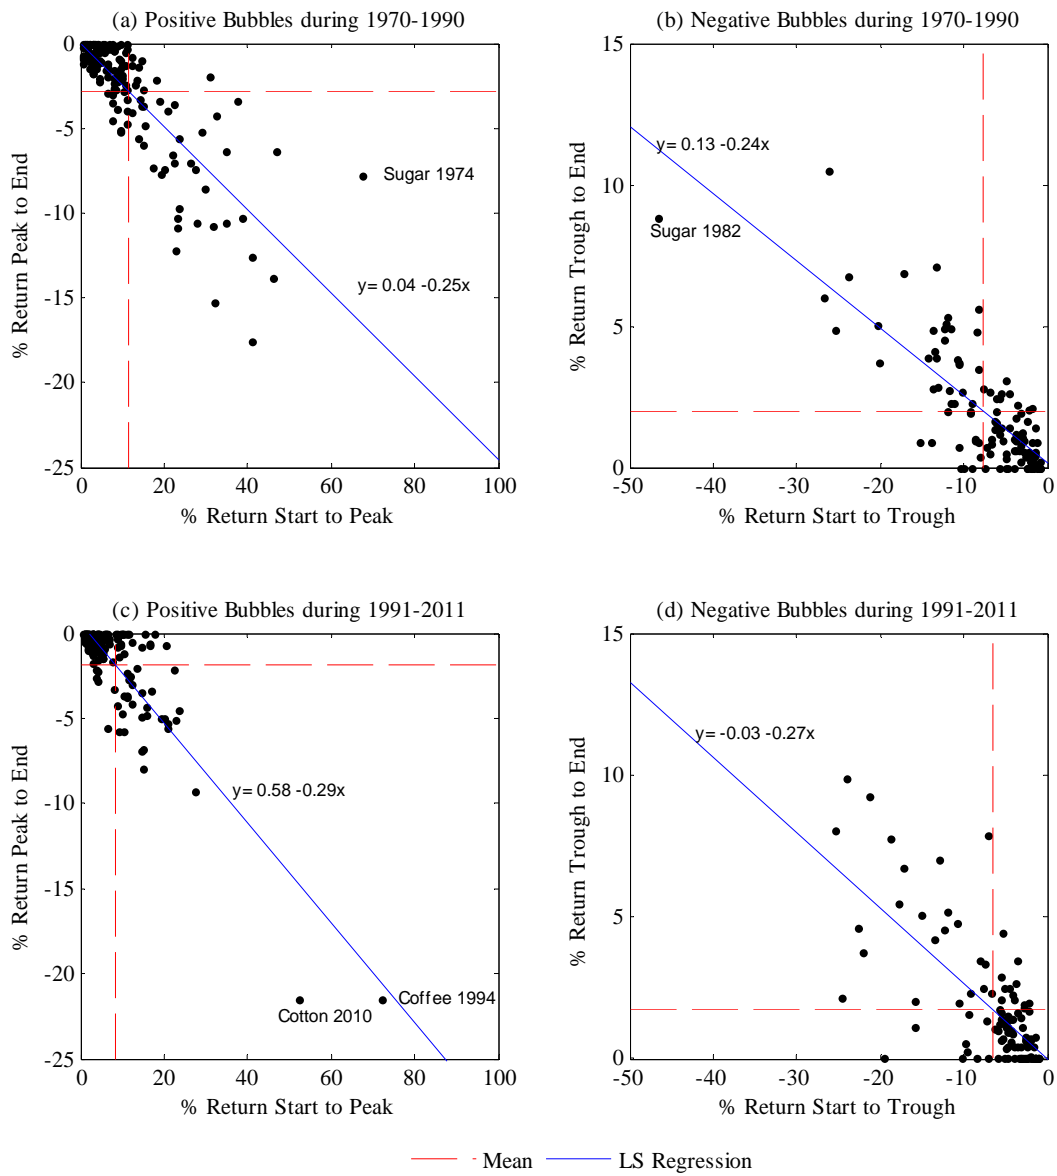 (a) Positive Bubbles during 1970-1990
0
-5
-10
-15
-20
-25
0 20 40 60 80 100
% Return Peak to End
% Return Start to Peak
Sugar 1974
y= 0.04 -0.25x
(b) Negative Bubbles during 1970-1990
15
10
5
0
-50 -40 -30 -20 -10 0
% Return Trough to End
% Return Start to Trough
y= 0.13 -0.24x
Sugar 1982
(c) Positive Bubbles during 1991-2011
0
-5
-10
-15
-20
-25
0 20 40 60 80 100
% Return Peak to End
% Return Start to Peak
y= 0.58 -0.29x
Coffee 1994
Cotton 2010
(d) Negative Bubbles during 1991-2011
15
10
5
0
-50 -40 -30 -20 -10 0
% Return Trough to End
% Return Start to Trough
y= -0.03 -0.27x
Mean LS Regression